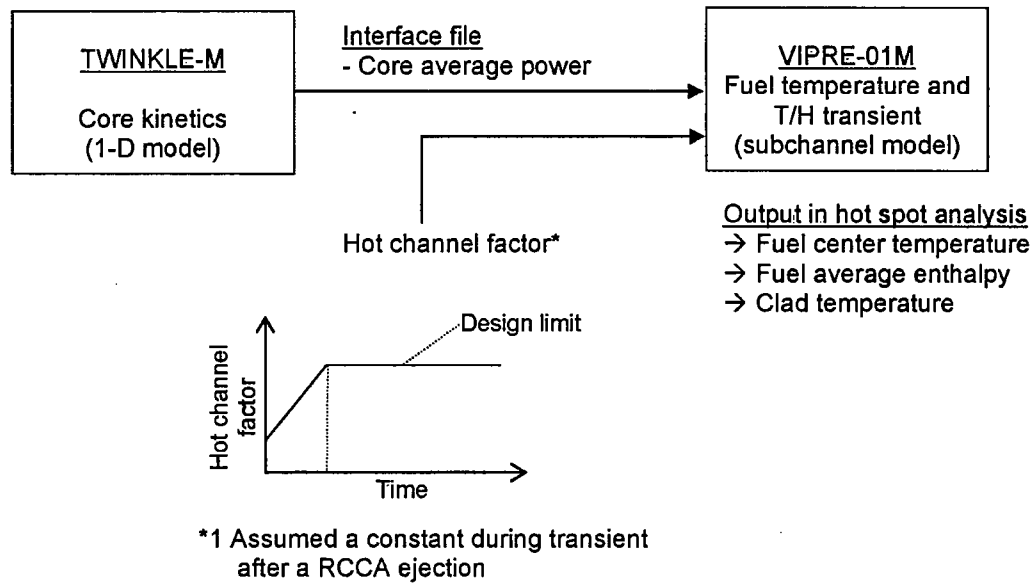 TWINKLE-M
Core kinetics
(1-D model)
Interface file
- Core average power
VIPRE-01M
Fuel temperature and
T/H transient
(subchannel model)
Hot channel factor*
Output in hot spot analysis
→ Fuel center temperature
→ Fuel average enthalpy
→ Clad temperature
Design limit
Hot channel
factor
Time
*1 Assumed a constant during transient
after a RCCA ejection